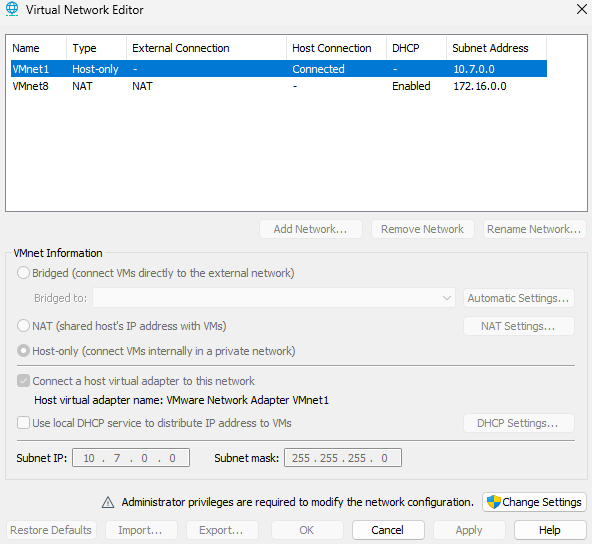 Virtual Network Editor
Name Type External Connection Host Connection DHCP Subnet Address
VMnet1 Host-only - Connected - 10.7.0.0
VMnet8 NAT NAT - Enabled 172.16.0.0
Add Network... Remove Network Rename Network...
VMnet Information
Bridged (connect VMs directly to the external network)
Bridged to: Automatic Settings...
NAT (shared host's IP address with VMs) NAT Settings...
Host-only (connect VMs internally in a private network)
Connect a host virtual adapter to this network
Host virtual adapter name: VMware Network Adapter VMnet1
Use local DHCP service to distribute IP address to VMs DHCP Settings...
Subnet IP: 10 . 7 . 0 . 0 Subnet mask: 255 . 255 . 255 . 0
Administrator privileges are required to modify the network configuration. Change Settings
Restore Defaults Import... Export... OK Cancel Apply Help